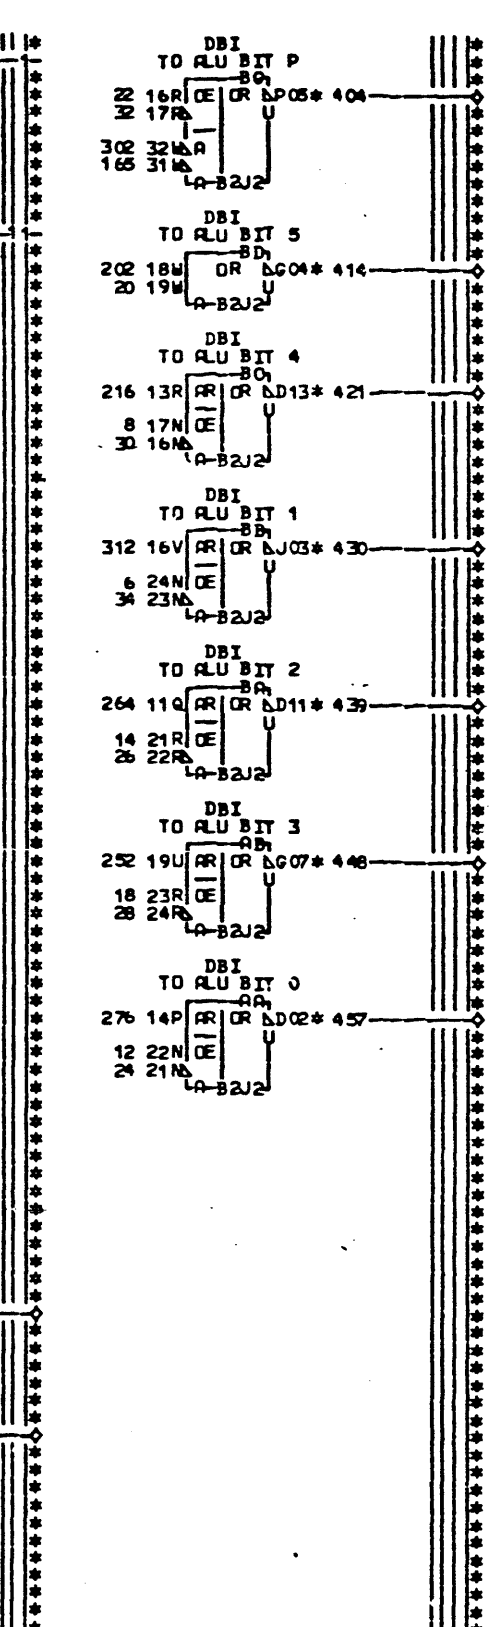 DBI
TO ALU BIT P
BQ
22 16R OE OR P05* 404
32 17R U
302 32W A
165 31W
A-B2J2
DBI
TO ALU BIT 5
BD
202 18W OR G04* 414
20 19W U
A-B2J2
DBI
TO ALU BIT 4
216 13R AR OR D13* 421
U
8 17N OE
30 16N
A-B2J2
DBI
TO ALU BIT 1
BB
312 16V AR OR J03* 430
U
6 24N OE
34 23N
A-B2J2
DBI
TO ALU BIT 2
BA
264 11Q AR OR D11* 439
U
14 21R OE
26 22R
A-B2J2
DBI
TO ALU BIT 3
AB
252 19U AR OR G07* 448
U
18 23R OE
28 24R
A-B2J2
DBI
TO ALU BIT 0
AA
276 14P AR OR D02* 457
U
12 22N OE
24 21N
A-B2J2